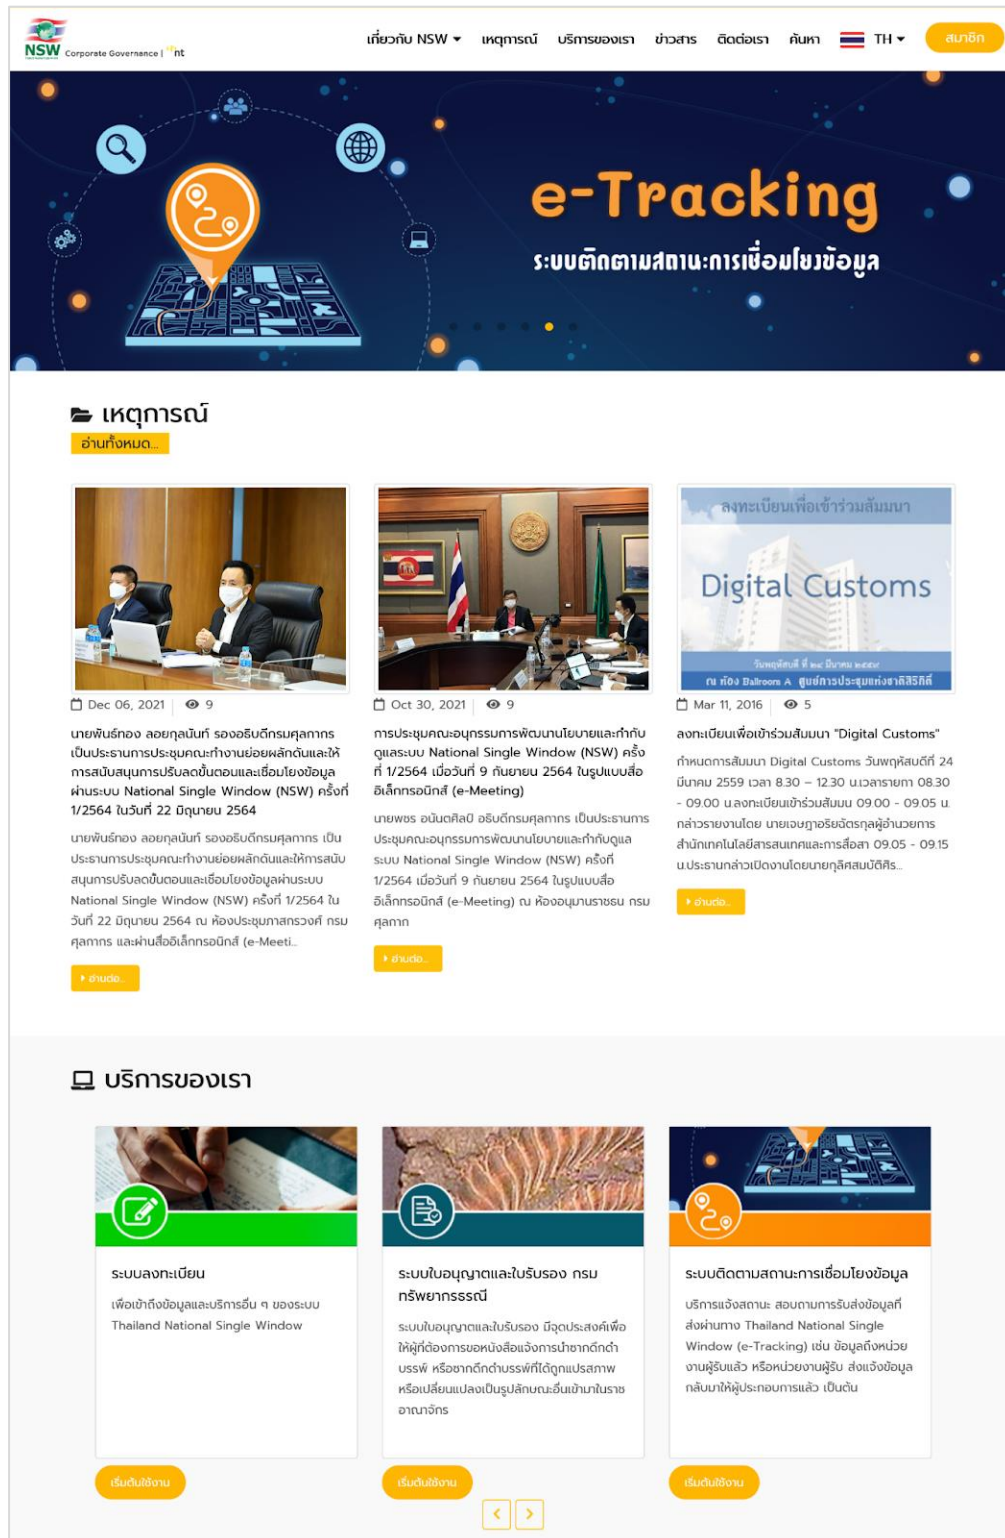 NSW Corporate Governance | nt
เกี่ยวกับ NSW เหตุการณ์ บริการของเรา ข่าวสาร ติดต่อเรา ค้นหา TH สมาชิก
e-Tracking
ระบบติดตามสถานะการเชื่อมโยงข้อมูล
เหตุการณ์
อ่านทั้งหมด...
Dec 06, 2021 9
นายพันธ์ทอง ลอยกุลนันท์ รองอธิบดีกรมศุลกากร
เป็นประธานการประชุมคณะทำงานย่อยผลักดันและให้
การสนับสนุนการปรับลดขั้นตอนและเชื่อมโยงข้อมูล
ผ่านระบบ National Single Window (NSW) ครั้งที่
1/2564 ในวันที่ 22 มิถุนายน 2564
นายพันธ์ทอง ลอยกุลนันท์ รองอธิบดีกรมศุลกากร เป็น
ประธานการประชุมคณะทำงานย่อยผลักดันและให้การสนับ
สนุนการปรับลดขั้นตอนและเชื่อมโยงข้อมูลผ่านระบบ
National Single Window (NSW) ครั้งที่ 1/2564 ใน
วันที่ 22 มิถุนายน 2564 ณ ห้องประชุมภาสกรวงศ์ กรม
ศุลกากร และผ่านสื่ออิเล็กทรอนิกส์ (e-Meeti...
อ่านต่อ...
Oct 30, 2021 9
การประชุมคณะอนุกรรมการพัฒนานโยบายและกำกับ
ดูแลระบบ National Single Window (NSW) ครั้ง
ที่ 1/2564 เมื่อวันที่ 9 กันยายน 2564 ในรูปแบบสื่อ
อิเล็กทรอนิกส์ (e-Meeting)
นายพชร อนันตศิลป์ อธิบดีกรมศุลกากร เป็นประธานการ
ประชุมคณะอนุกรรมการพัฒนานโยบายและกำกับดูแล
ระบบ National Single Window (NSW) ครั้งที่
1/2564 เมื่อวันที่ 9 กันยายน 2564 ในรูปแบบสื่อ
อิเล็กทรอนิกส์ (e-Meeting) ณ ห้องอนุมานราชธน กรม
ศุลกาก
อ่านต่อ...
ลงทะเบียนเพื่อเข้าร่วมสัมมนา
Digital Customs
วันพฤหัสบดี ที่ ๒๔ มีนาคม ๒๕๕๙
ณ ห้อง Ballroom A ศูนย์การประชุมแห่งชาติสิริกิติ์
Mar 11, 2016 5
ลงทะเบียนเพื่อเข้าร่วมสัมมนา "Digital Customs"
กำหนดการสัมมนา Digital Customs วันพฤหัสบดีที่ 24
มีนาคม 2559 เวลา 8.30 – 12.30 น.เวลารายกา 08.30
- 09.00 น.ลงทะเบียนเข้าร่วมสัมมน 09.00 - 09.05 น.
กล่าวรายงานโดย นายเจษฎาอริยฉัตรกุลผู้อำนวยการ
สำนักเทคโนโลยีสารสนเทศและการสื่อสา 09.05 - 09.15
น.ประธานกล่าวเปิดงานโดยนายกุลิศสมบัติศิร...
อ่านต่อ...
บริการของเรา
ระบบลงทะเบียน
เพื่อเข้าถึงข้อมูลและบริการอื่น ๆ ของระบบ
Thailand National Single Window
เริ่มต้นใช้งาน
ระบบใบอนุญาตและใบรับรอง กรม
ทรัพยากรธรณี
ระบบใบอนุญาตและใบรับรอง มีจุดประสงค์เพื่อ
ให้ผู้ที่ต้องการขอหนังสือแจ้งการนำซากดึกดำ
บรรพ์ หรือซากดึกดำบรรพ์ที่ได้ถูกแปรสภาพ
หรือเปลี่ยนแปลงเป็นรูปลักษณะอื่นเข้ามาในราช
อาณาจักร
เริ่มต้นใช้งาน
ระบบติดตามสถานะการเชื่อมโยงข้อมูล
บริการแจ้งสถานะ สอบถามการรับส่งข้อมูลที่
ส่งผ่านทาง Thailand National Single
Window (e-Tracking) เช่น ข้อมูลถึงหน่วย
งานผู้รับแล้ว หรือหน่วยงานผู้รับ ส่งแจ้งข้อมูล
กลับมาให้ผู้ประกอบการแล้ว เป็นต้น
เริ่มต้นใช้งาน